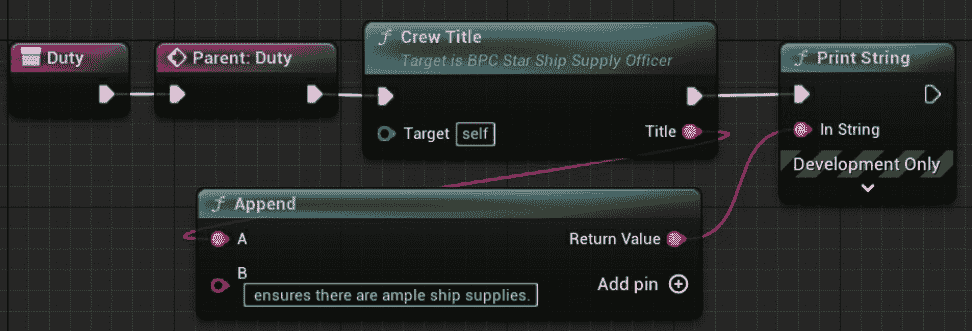 Duty
Parent: Duty
f Crew Title
Target is BPC Star Ship Supply Officer
Target self
Title
f Print String
In String
Development Only
f Append
A
Return Value
B
ensures there are ample ship supplies.
Add pin